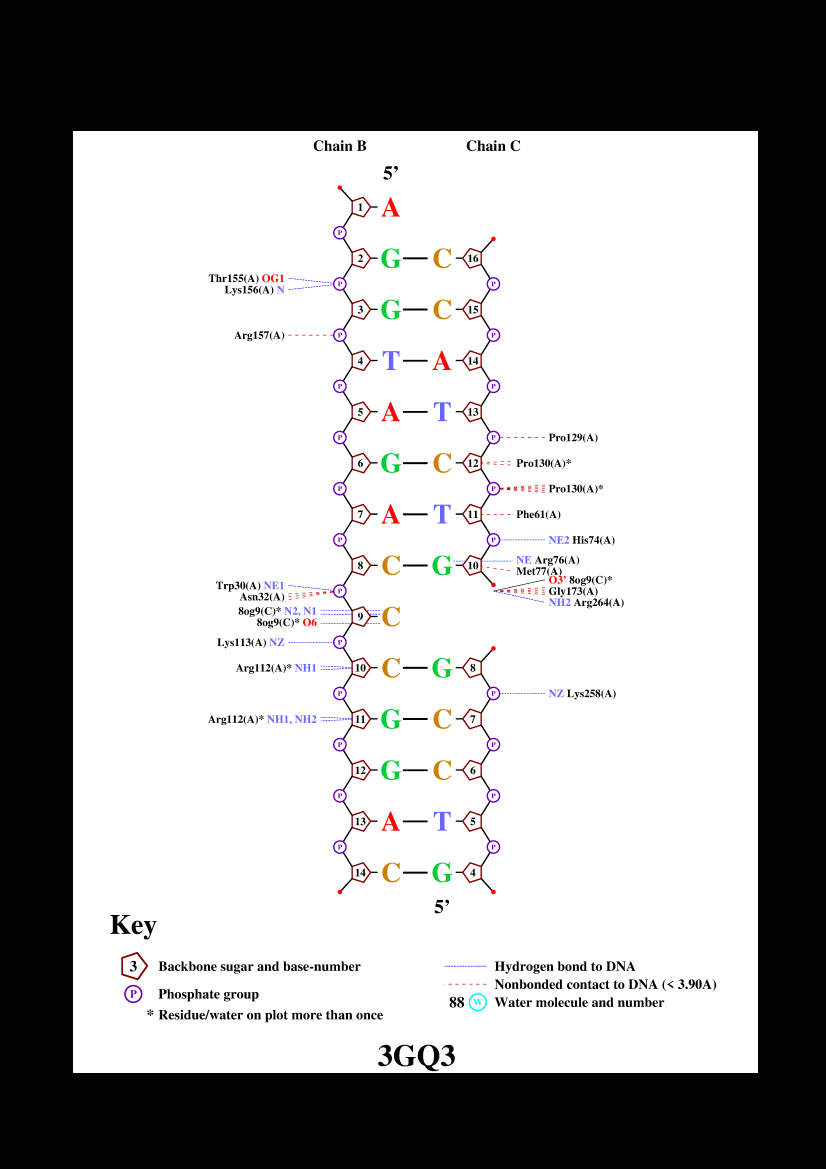 Chain B Chain C
5’
1 A
P
2 G C 16
Thr155(A) OG1
Lys156(A) N
P P
3 G C 15
Arg157(A) P P
4 T A 14
P P
5 A T 13
P P Pro129(A)
6 G C 12 Pro130(A)*
P P Pro130(A)*
7 A T 11 Phe61(A)
P P NE2 His74(A)
NE Arg76(A)
8 C G 10
Met77(A)
O3’ 8og9(C)*
Trp30(A) NE1
P Gly173(A)
Asn32(A)
NH2 Arg264(A)
8og9(C)* N2, N1
9 C
8og9(C)* O6
Lys113(A) NZ P
Arg112(A)* NH1 10 C G 8
P P NZ Lys258(A)
Arg112(A)* NH1, NH2 11 G C 7
P P
12 G C 6
P P
13 A T 5
P P
14 C G 4
5’
Key
3 Backbone sugar and base-number
P Phosphate group
* Residue/water on plot more than once
Hydrogen bond to DNA
Nonbonded contact to DNA (< 3.90A)
88 W Water molecule and number
3GQ3